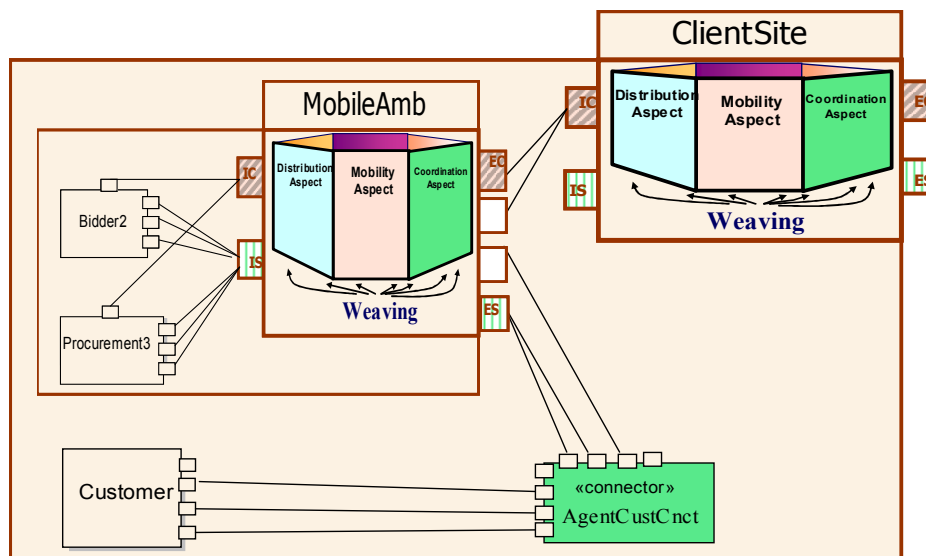 ClientSite
Distribution
Aspect
Mobility
Aspect
Coordination
Aspect
IC
EC
IS
ES
Weaving
MobileAmb
Distribution
Aspect
Mobility
Aspect
Coordination
Aspect
IC
EC
IS
ES
Weaving
Bidder2
Procurement3
Customer
«connector»
AgentCustCnct